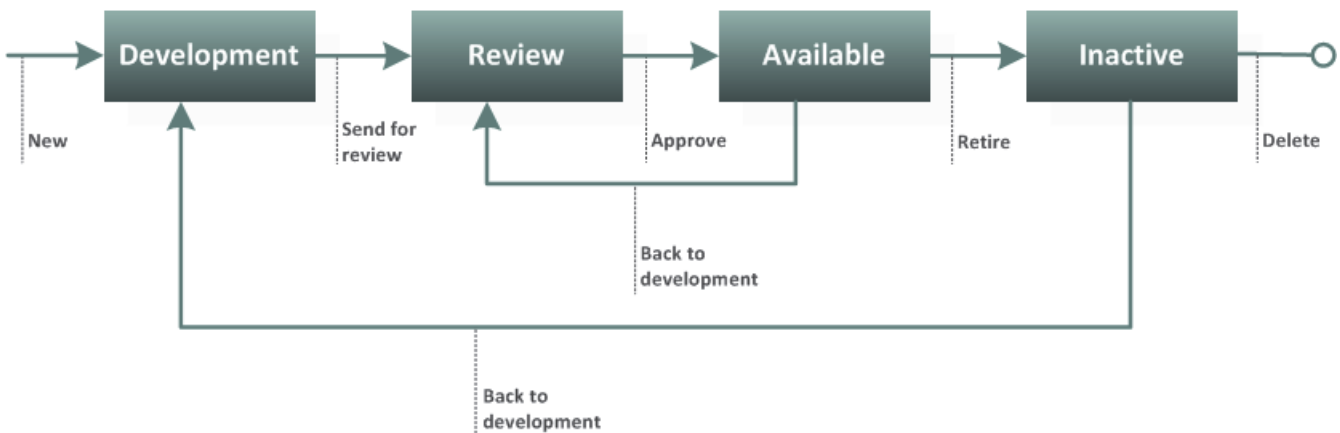 Development
Review
Available
Inactive
New
Send for
review
Approve
Retire
Delete
Back to
development
Back to
development